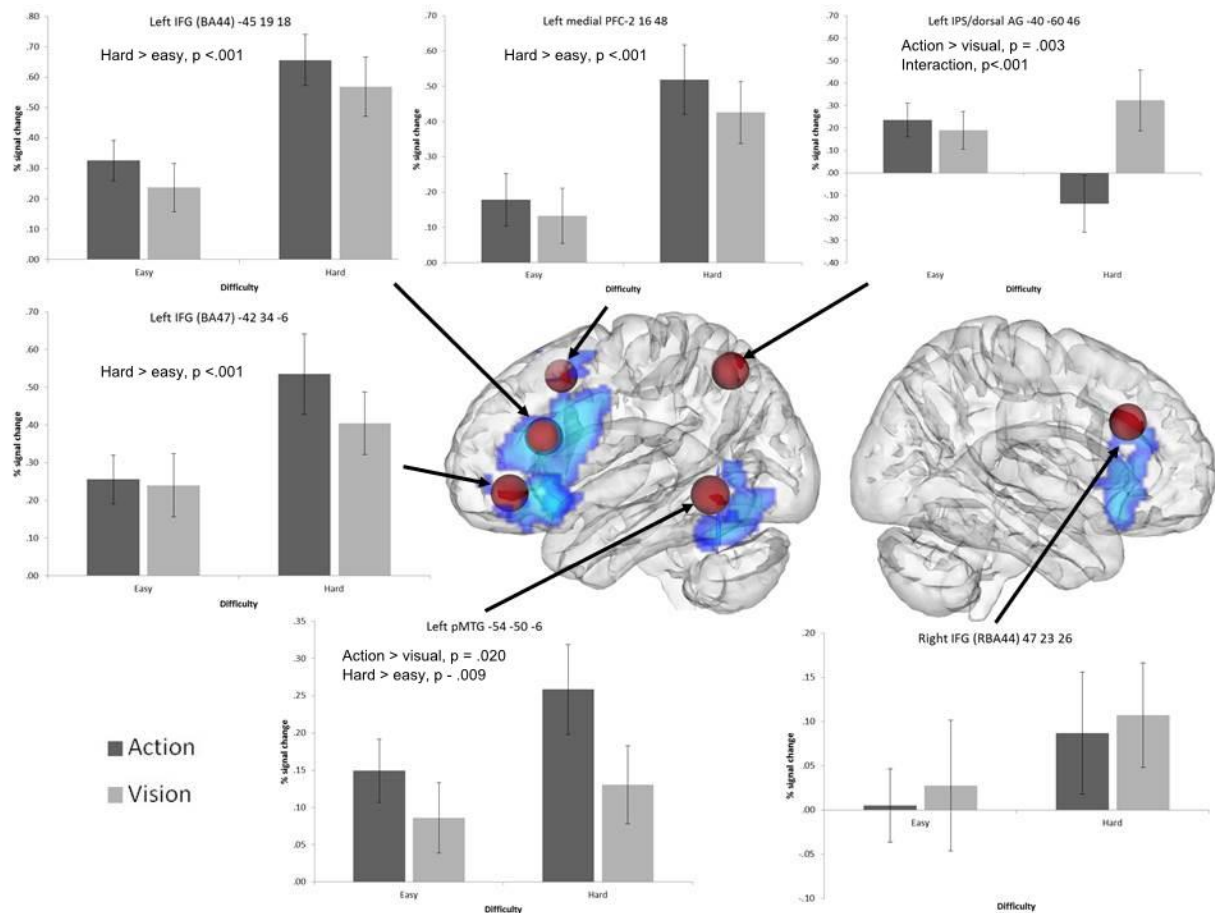 Left IFG (BA44) -45 19 18
Hard > easy, p <.001
% signal change
.80
.70
.60
.50
.40
.30
.20
.10
.00
Easy
Hard
Difficulty
Left medial PFC-2 16 48
Hard > easy, p <.001
% signal change
.70
.60
.50
.40
.30
.20
.10
.00
Easy
Hard
Difficulty
Left IPS/dorsal AG -40 -60 46
Action > visual, p = .003
Interaction, p<.001
% signal change
.70
.60
.50
.40
.30
.20
.10
.00
-.10
-.20
-.30
-.40
Easy
Hard
Difficulty
Left IFG (BA47) -42 34 -6
Hard > easy, p <.001
% signal change
.70
.60
.50
.40
.30
.20
.10
.00
Easy
Hard
Difficulty
Left pMTG -54 -50 -6
Action > visual, p = .020
Hard > easy, p - .009
% signal change
.35
.30
.25
.20
.15
.10
.05
.00
Easy
Hard
Difficulty
Right IFG (RBA44) 47 23 26
% signal change
.20
.15
.10
.05
.00
-.05
-.10
Easy
Hard
Difficulty
Action
Vision